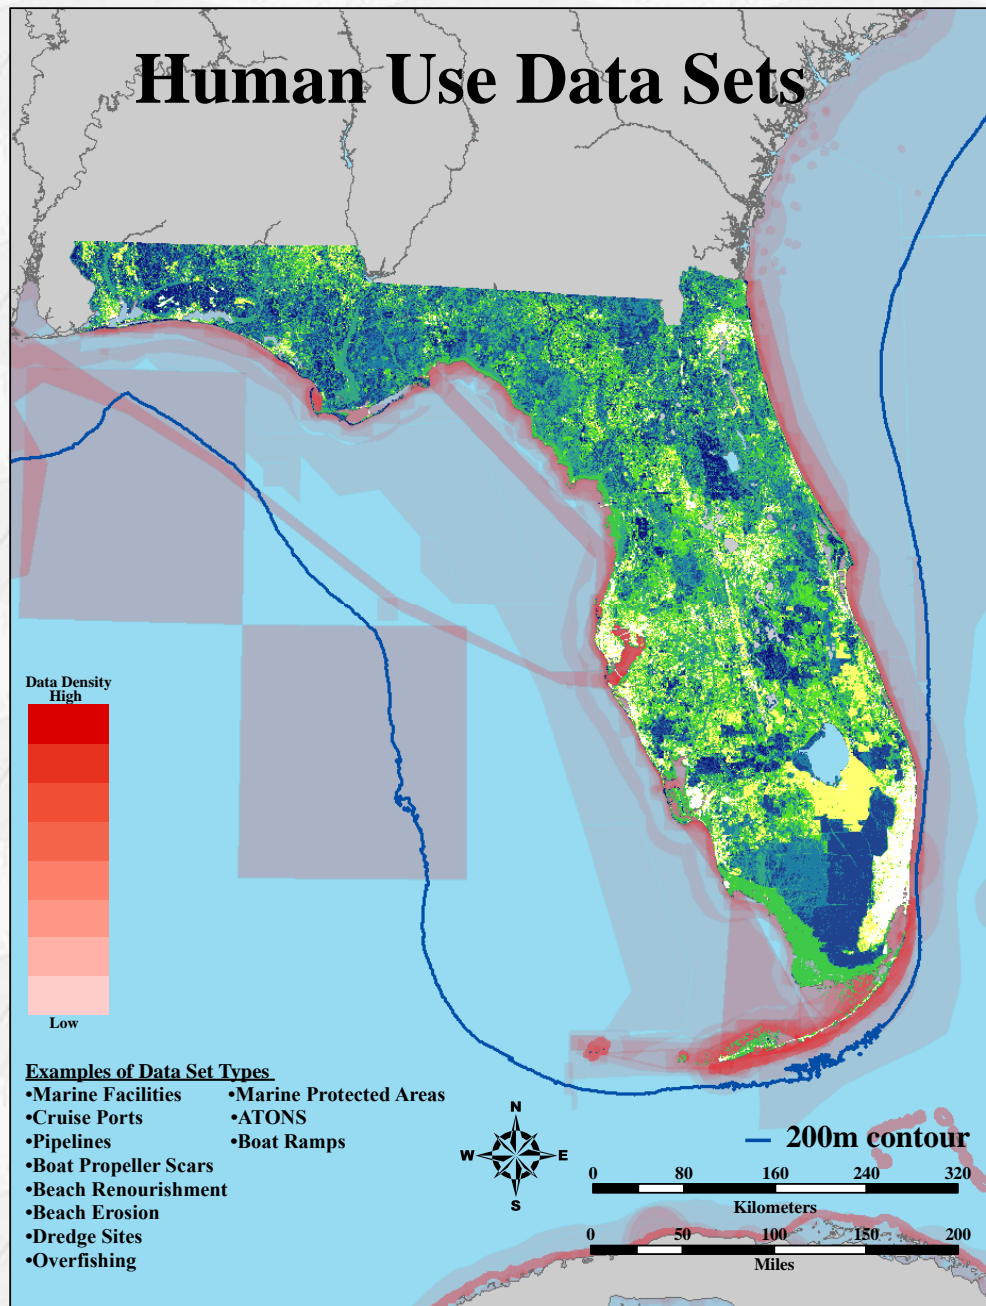 Human Use Data Sets
Data Density
High
Low
Examples of Data Set Types
•Marine Facilities
•Cruise Ports
•Pipelines
•Boat Propeller Scars
•Beach Renourishment
•Beach Erosion
•Dredge Sites
•Overfishing
•Marine Protected Areas
•ATONS
•Boat Ramps
N
W E
S
200m contour
0 80 160 240 320
Kilometers
0 50 100 150 200
Miles